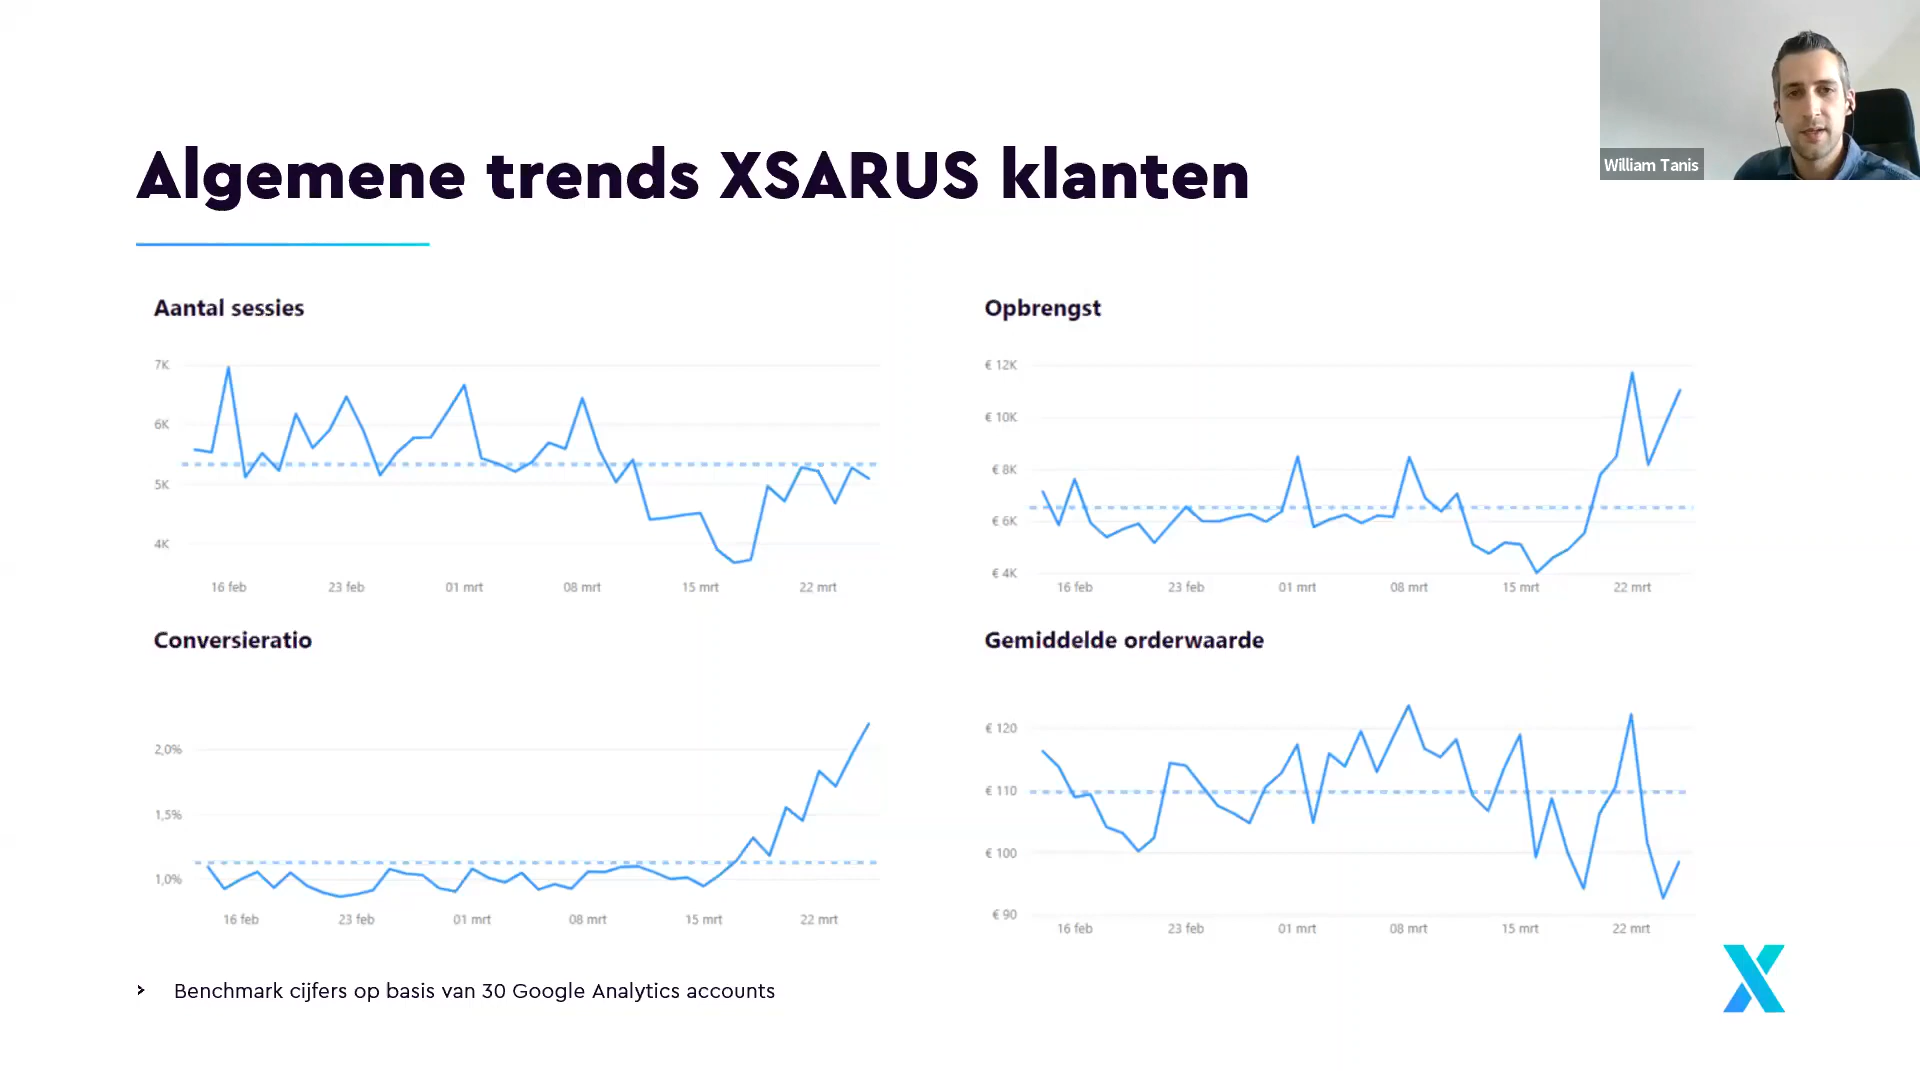 William Tanis
Algemene trends XSARUS klanten
Aantal sessies
7K
6K
5K
4K
16 feb 23 feb 01 mrt 08 mrt 15 mrt 22 mrt
Opbrengst
€ 12K
€ 10K
€ 8K
€ 6K
€ 4K
16 feb 23 feb 01 mrt 08 mrt 15 mrt 22 mrt
Conversieratio
2,0%
1,5%
1,0%
16 feb 23 feb 01 mrt 08 mrt 15 mrt 22 mrt
Gemiddelde orderwaarde
€ 120
€ 110
€ 100
€ 90
16 feb 23 feb 01 mrt 08 mrt 15 mrt 22 mrt
Benchmark cijfers op basis van 30 Google Analytics accounts